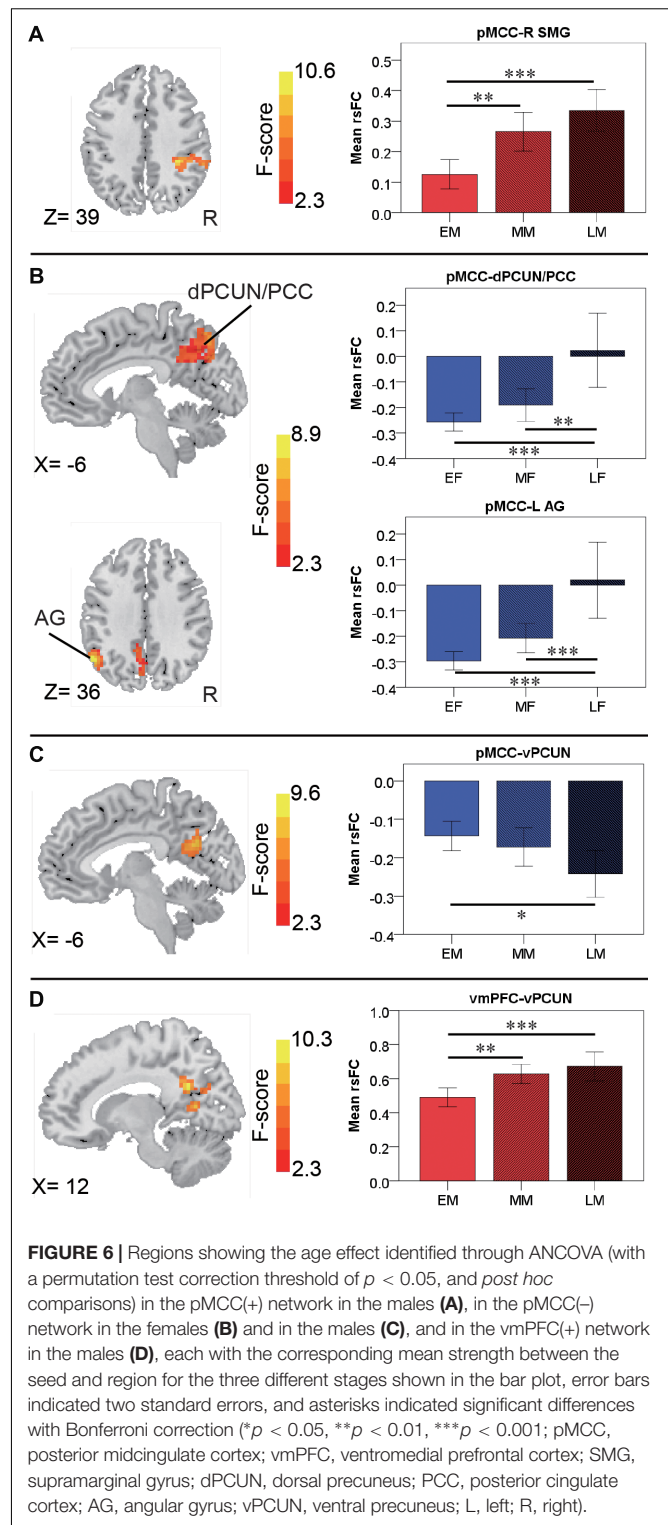 A
pMCC-R SMG
10.6
F-score
2.3
Z= 39
R
Mean rsFC
0.5
0.4
0.3
0.2
0.1
0.0
***
**
EM MM LM
B
dPCUN/PCC
X= -6
8.9
F-score
2.3
AG
Z= 36
R
pMCC-dPCUN/PCC
Mean rsFC
0.2
0.1
0.0
-0.1
-0.2
-0.3
-0.4
**
***
EF MF LF
pMCC-L AG
Mean rsFC
0.2
0.1
0.0
-0.1
-0.2
-0.3
-0.4
***
***
EF MF LF
C
pMCC-vPCUN
9.6
F-score
2.3
X= -6
Mean rsFC
0.0
-0.1
-0.2
-0.3
-0.4
*
EM MM LM
D
vmPFC-vPCUN
10.3
F-score
2.3
X= 12
Mean rsFC
1.0
0.8
0.6
0.4
0.2
0.0
***
**
EM MM LM
FIGURE 6 | Regions showing the age effect identified through ANCOVA (with
a permutation test correction threshold of p < 0.05, and post hoc
comparisons) in the pMCC(+) network in the males (A), in the pMCC(–)
network in the females (B) and in the males (C), and in the vmPFC(+) network
in the males (D), each with the corresponding mean strength between the
seed and region for the three different stages shown in the bar plot, error bars
indicated two standard errors, and asterisks indicated significant differences
with Bonferroni correction (*p < 0.05, **p < 0.01, ***p < 0.001; pMCC,
posterior midcingulate cortex; vmPFC, ventromedial prefrontal cortex; SMG,
supramarginal gyrus; dPCUN, dorsal precuneus; PCC, posterior cingulate
cortex; AG, angular gyrus; vPCUN, ventral precuneus; L, left; R, right).